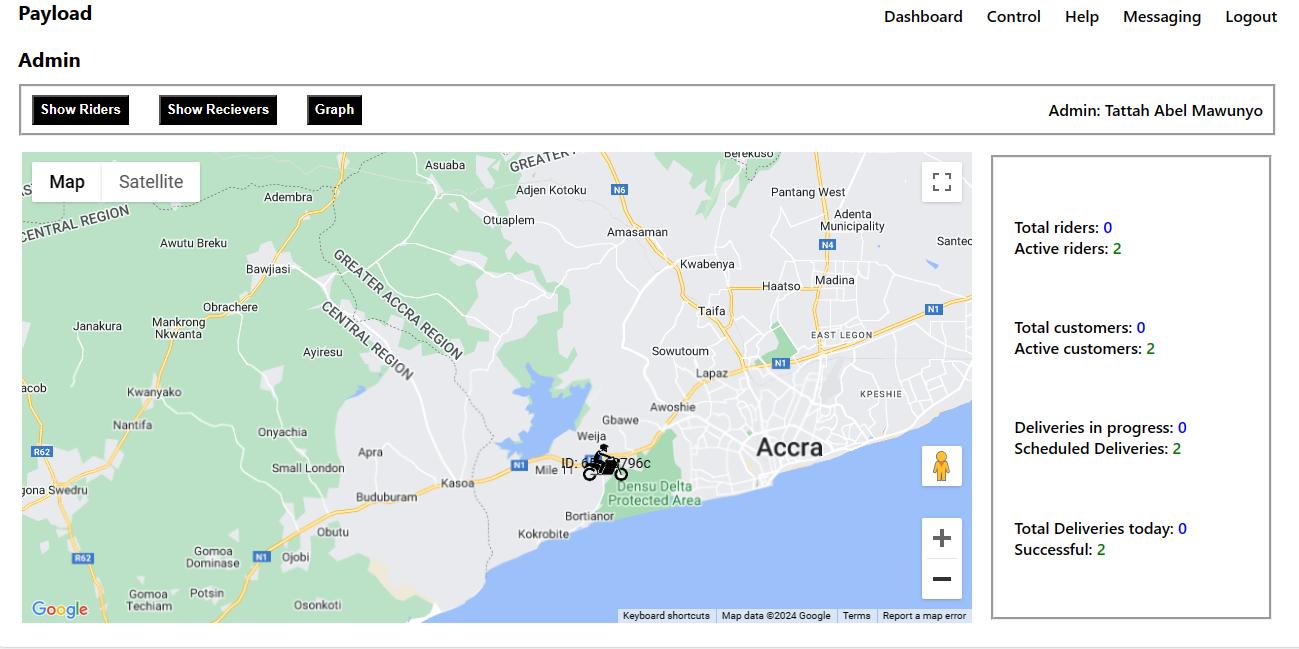 Payload
Dashboard Control Help Messaging Logout
Admin
Show Riders Show Recievers Graph
Admin: Tattah Abel Mawunyo
Map Satellite
Asuaba
GREATER
Berekuso
Adjen Kotoku
N6
Pantang West
Adembra
CENTRAL REGION
Otuaplem
Adenta
Municipality
Amasaman
Awutu Breku
N4
Santeo
Bawjiasi
GREATER ACCRA REGION
Kwabenya
Haatso
Madina
Obrachere
CENTRAL REGION
Taifa
N1
Janakura
Mankrong
Nkwanta
EAST LEGON
Ayiresu
Sowutoum
N1
Lapaz
acob
Kwanyako
KPESHIE
Awoshie
Nantifa
Gbawe
Onyachia
Weija
Accra
R62
Apra
N1
Mile 11
ID:
796c
Small London
Kasoa
gona Swedru
Buduburam
Densu Delta
Protected Area
Bortianor
Obutu
Kokrobite
R62
Gomoa
Dominase
N1
Ojobi
Gomoa
Techiam
Potsin
Osonkoti
Google
Keyboard shortcuts Map data ©2024 Google Terms Report a map error
Total riders: 0
Active riders: 2
Total customers: 0
Active customers: 2
Deliveries in progress: 0
Scheduled Deliveries: 2
Total Deliveries today: 0
Successful: 2